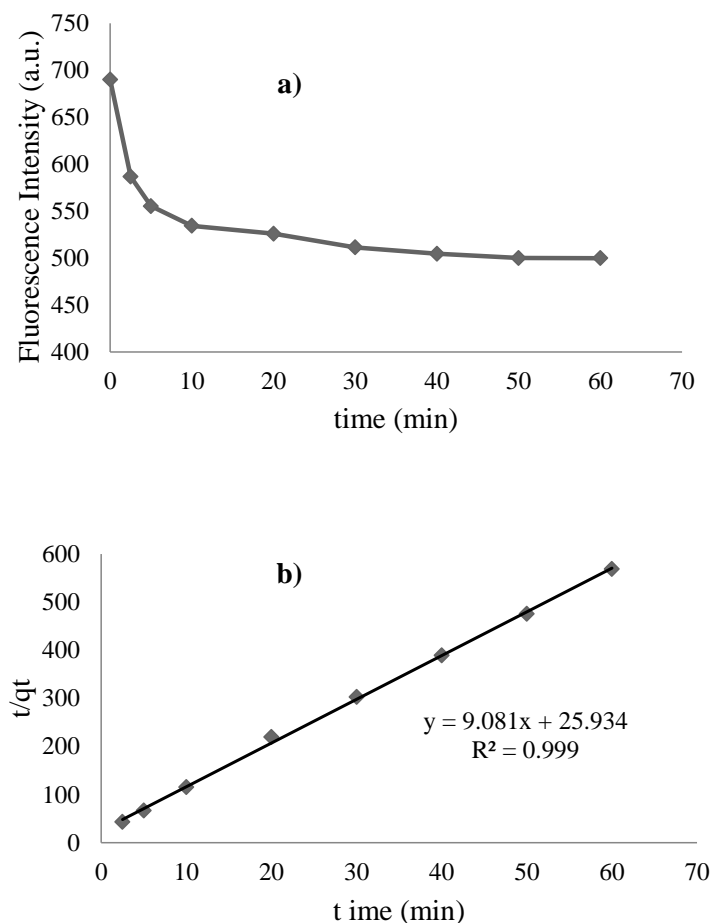 a)
Fluorescence Intensity (a.u.)
750
700
650
600
550
500
450
400
0 10 20 30 40 50 60 70
time (min)
b)
t/qt
600
500
400
300
200
100
0
y = 9.081x + 25.934
R² = 0.999
0 10 20 30 40 50 60 70
t ime (min)